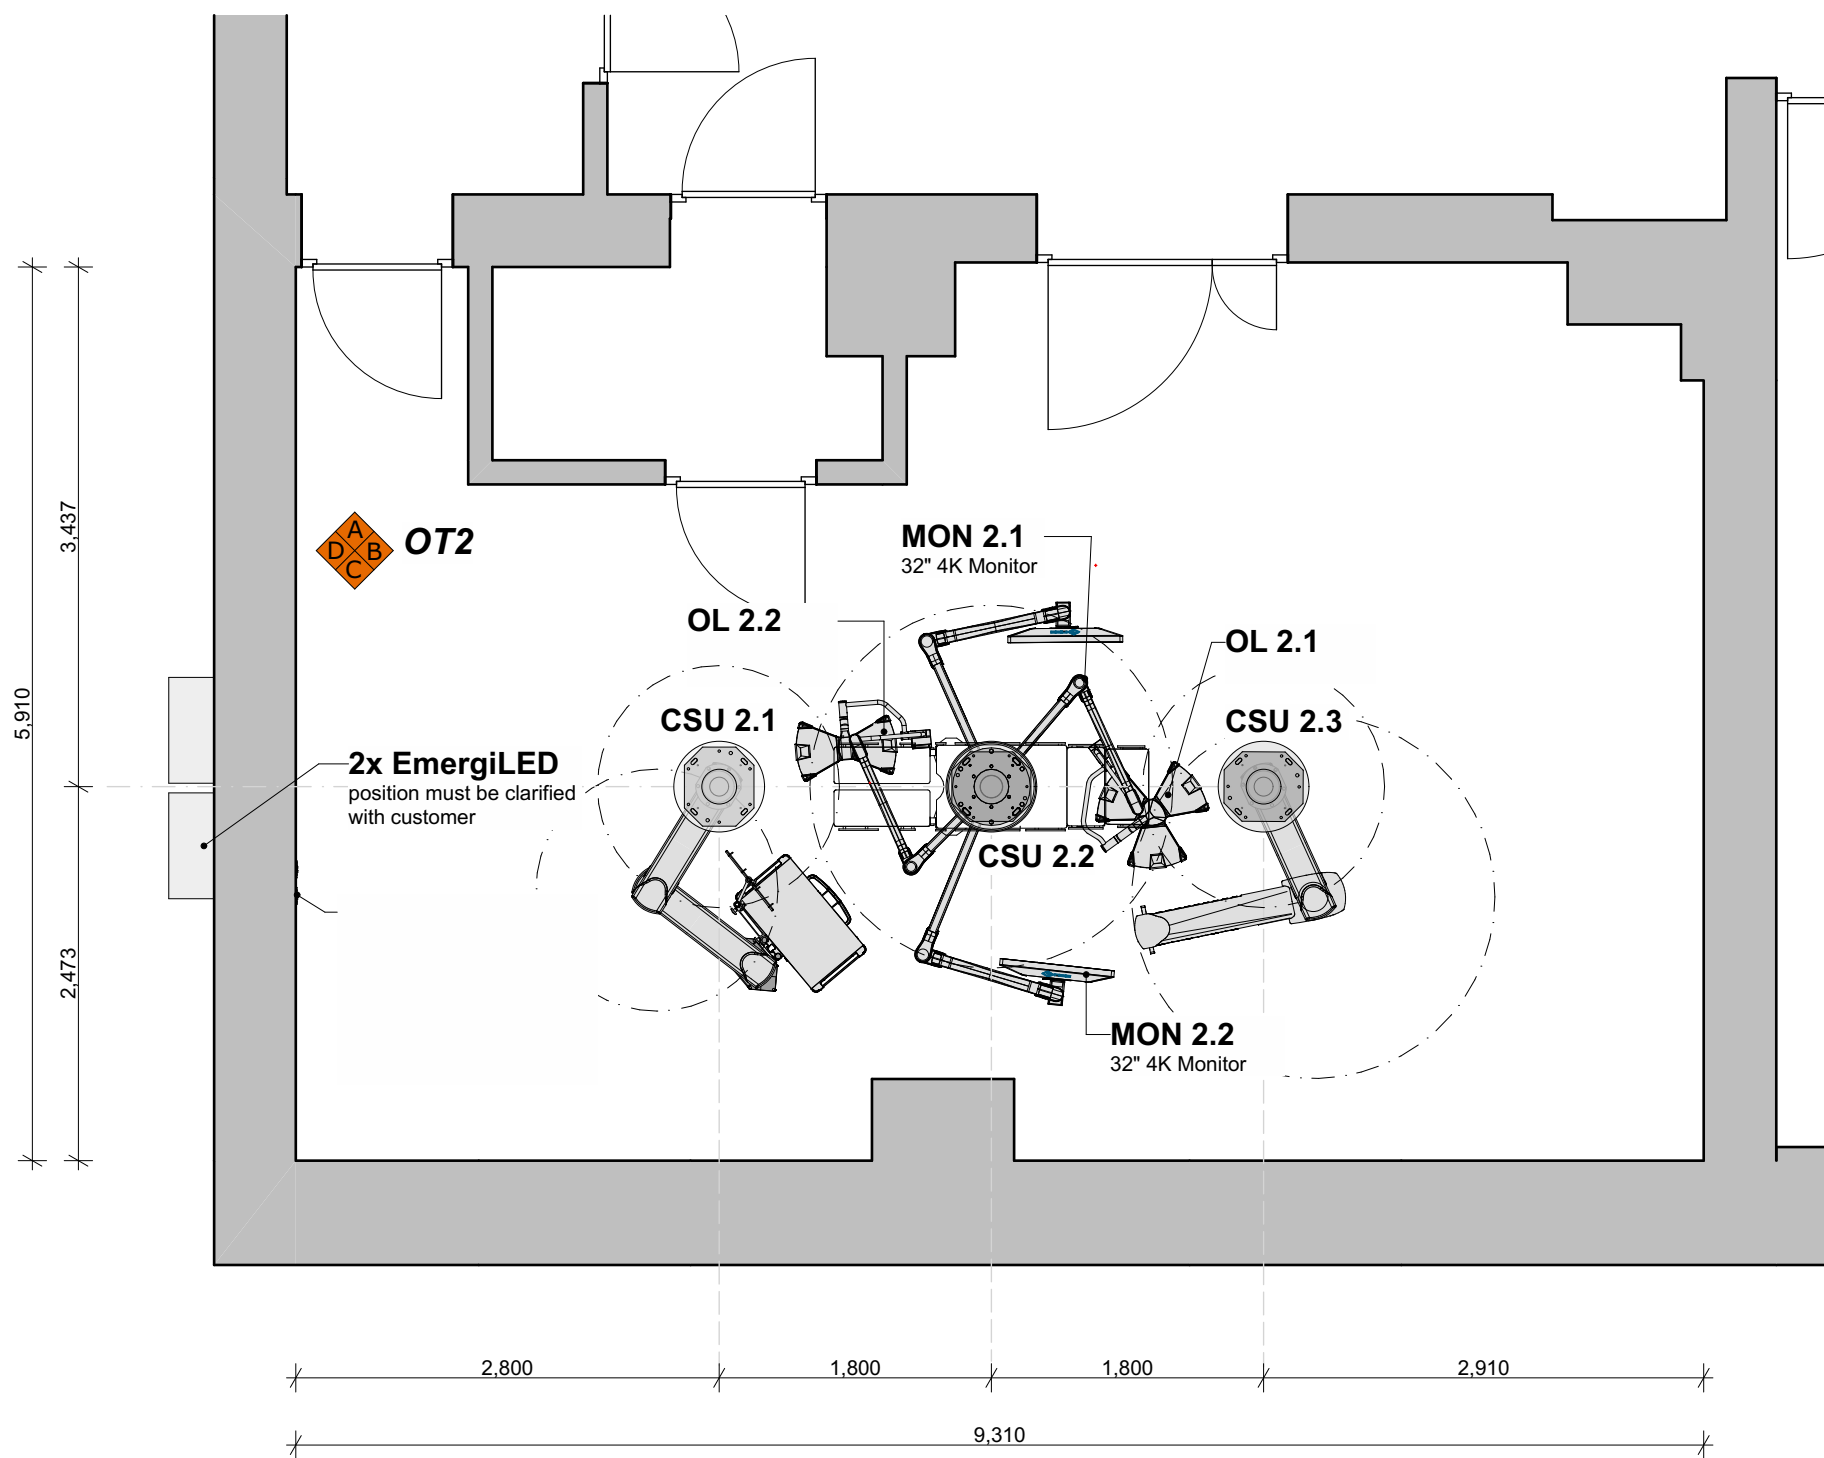 A
D
B
C
OT2
MON 2.1
32" 4K Monitor
OL 2.2
OL 2.1
CSU 2.1
CSU 2.3
2x EmergiLED
position must be clarified
with customer
CSU 2.2
MON 2.2
32" 4K Monitor
5,910
3,437
2,473
2,800
1,800
1,800
2,910
9,310